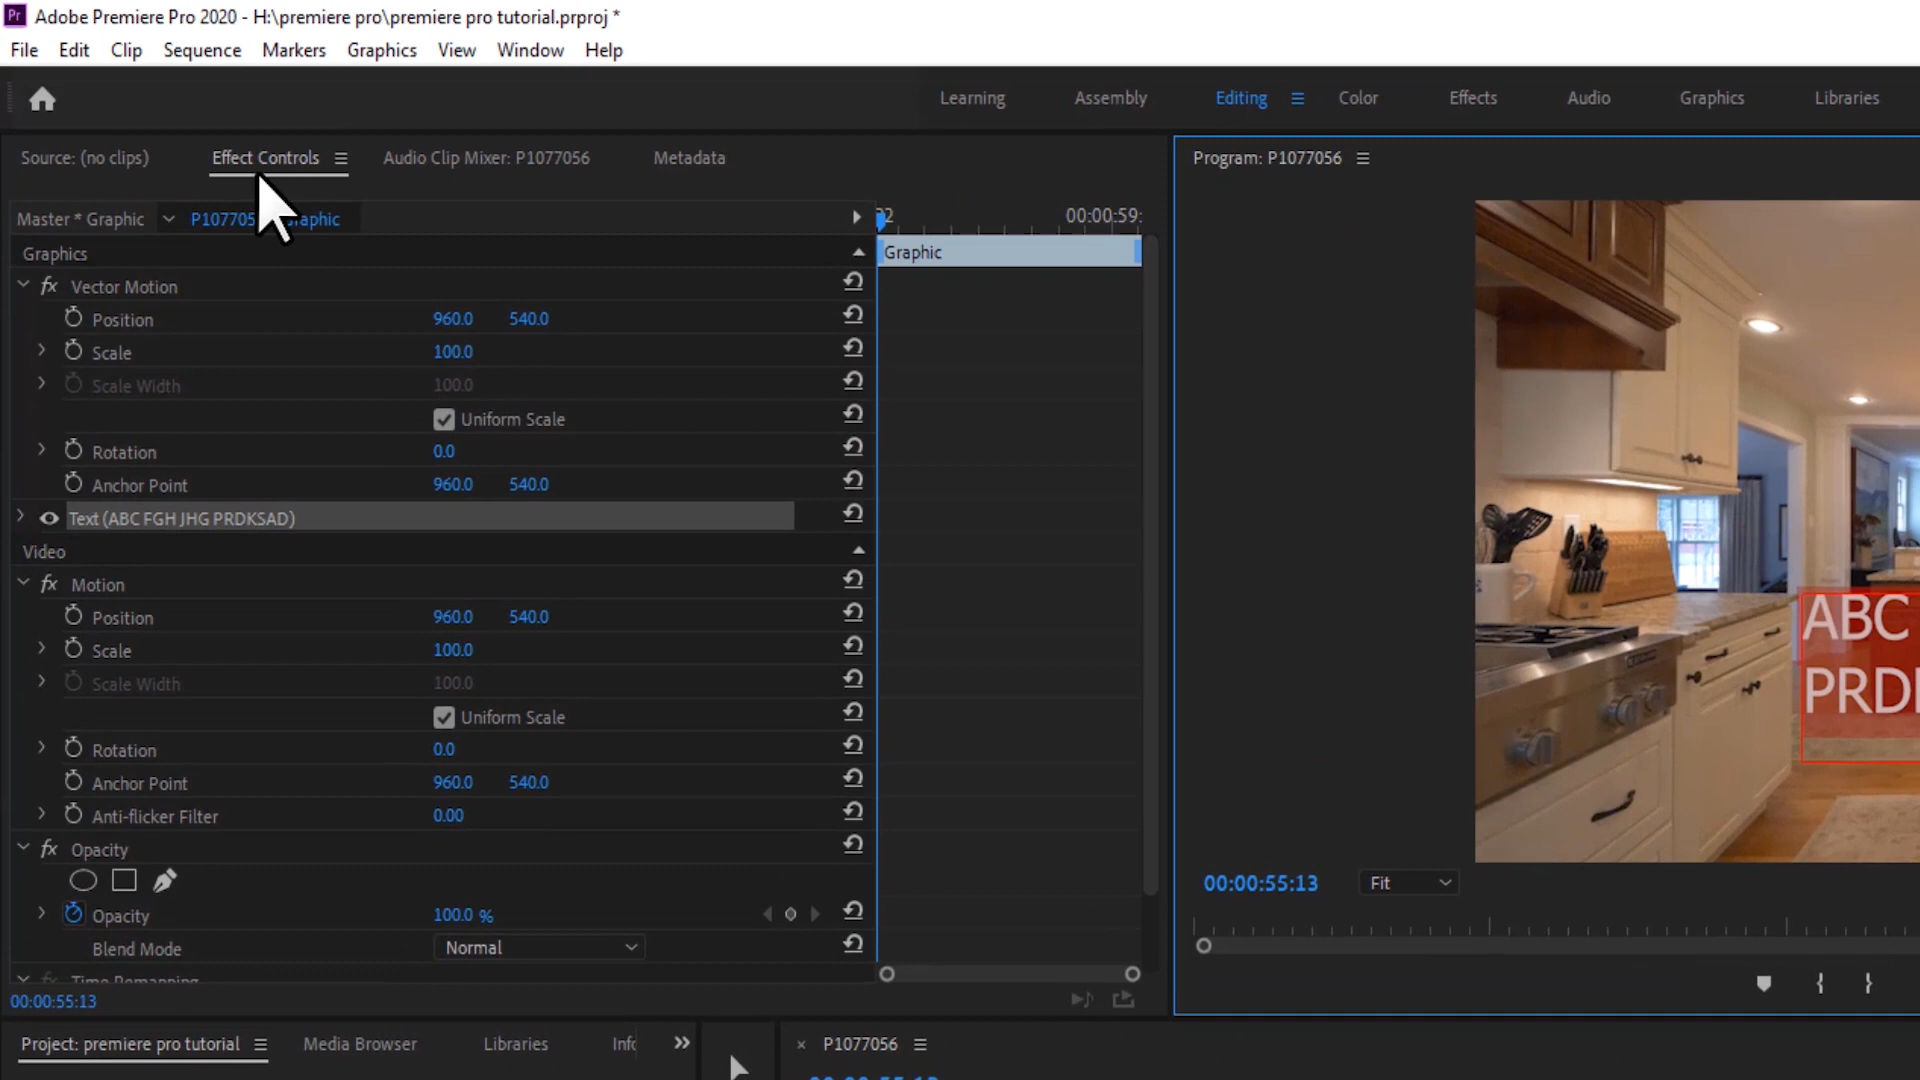 Pr Adobe Premiere Pro 2020 - H:\premiere pro\premiere pro tutorial.prproj *
File Edit Clip Sequence Markers Graphics View Window Help
Learning Assembly Editing Color Effects Audio Graphics Libraries
Source: (no clips) Effect Controls Audio Clip Mixer: P1077056 Metadata
Program: P1077056
Master * Graphic
00:00:59:
Graphics
Graphic
fx Vector Motion
Position 960.0 540.0
Scale 100.0
Scale Width 100.0
Uniform Scale
Rotation 0.0
Anchor Point 960.0 540.0
Text (ABC FGH JHG PRDKSAD)
Video
fx Motion
Position 960.0 540.0
Scale 100.0
Scale Width 100.0
Uniform Scale
Rotation 0.0
Anchor Point 960.0 540.0
Anti-flicker Filter 0.00
fx Opacity
Opacity 100.0 %
Blend Mode Normal
Time Remapping
00:00:55:13
ABC
00:00:55:13 Fit
Project: premiere pro tutorial Media Browser Libraries
× P1077056